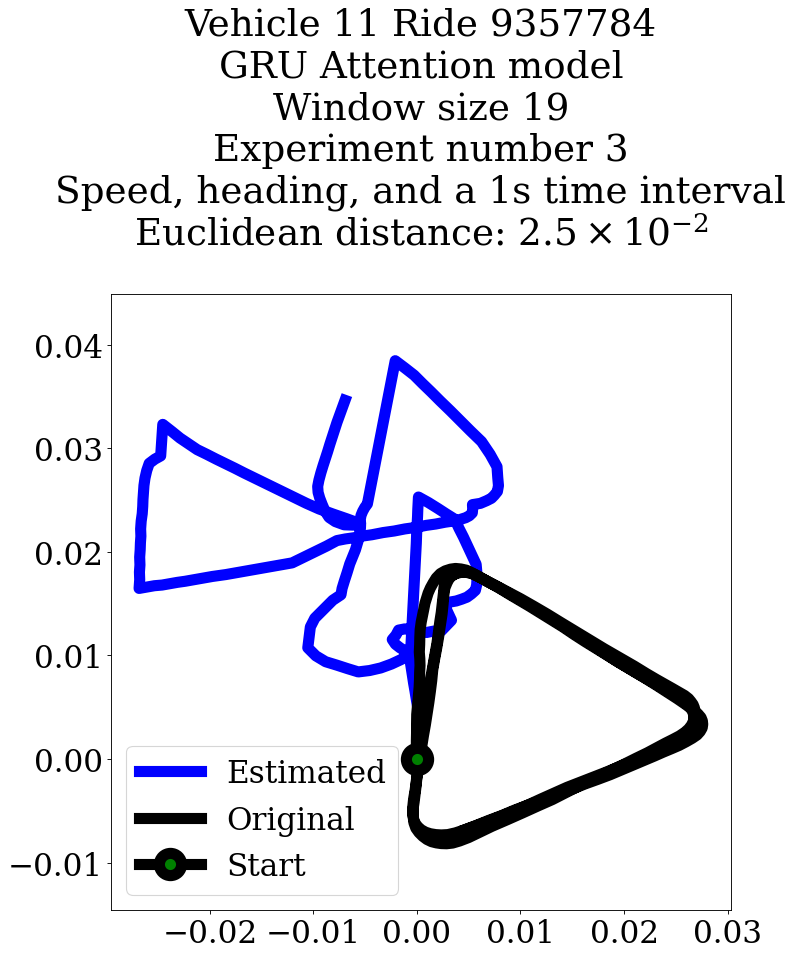 Vehicle 11 Ride 9357784
GRU Attention model
Window size 19
Experiment number 3
Speed, heading, and a 1s time interval
Euclidean distance: 2.5 × 10⁻²
0.04
0.03
0.02
0.01
0.00
−0.01
Estimated
Original
Start
−0.02 −0.01 0.00 0.01 0.02 0.03